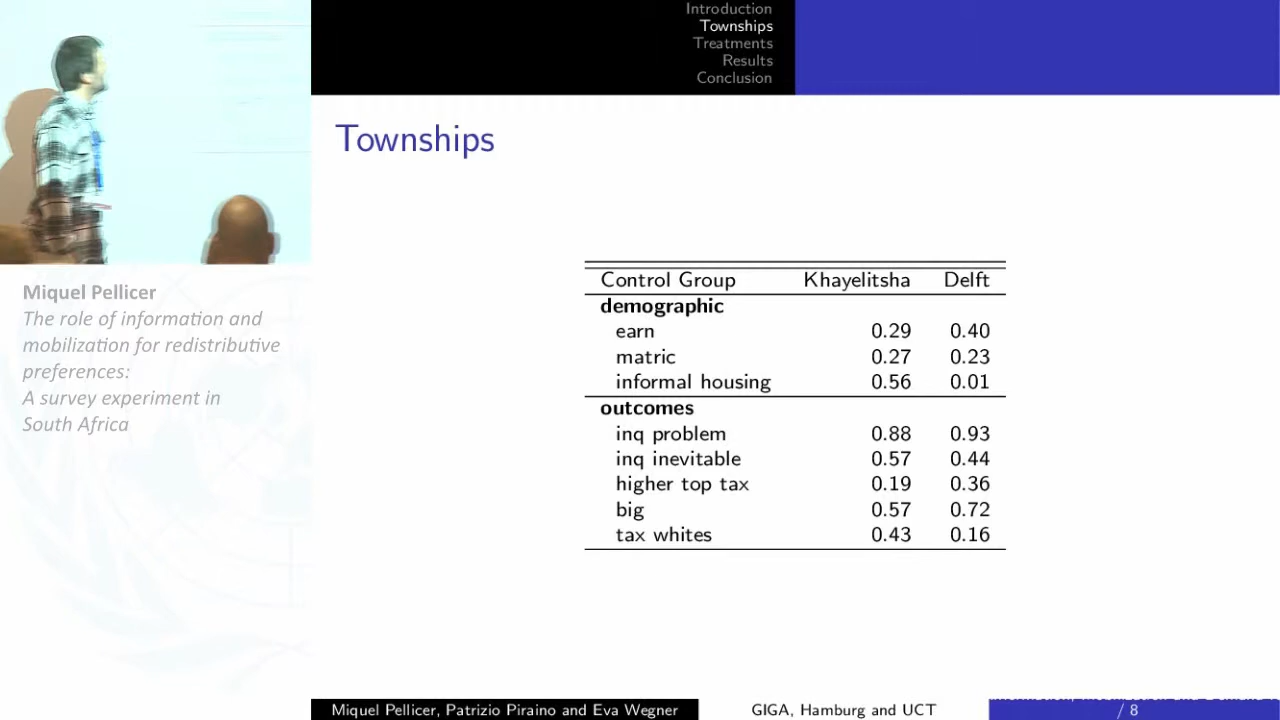 Introduction
Townships
Treatments
Results
Conclusion
Townships
Control Group Khayelitsha Delft
demographic
earn 0.29 0.40
matric 0.27 0.23
informal housing 0.56 0.01
outcomes
inq problem 0.88 0.93
inq inevitable 0.57 0.44
higher top tax 0.19 0.36
big 0.57 0.72
tax whites 0.43 0.16
Miquel Pellicer
The role of information and
mobilization for redistributive
preferences:
A survey experiment in
South Africa
Miquel Pellicer, Patrizio Piraino and Eva Wegner GIGA, Hamburg and UCT
/ 8